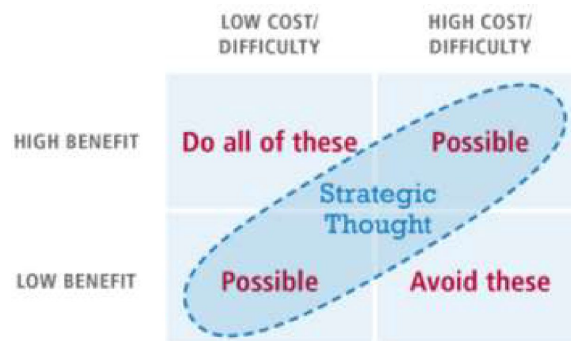 LOW COST/
DIFFICULTY
HIGH COST/
DIFFICULTY
HIGH BENEFIT
Do all of these
Possible
Strategic
Thought
LOW BENEFIT
Possible
Avoid these